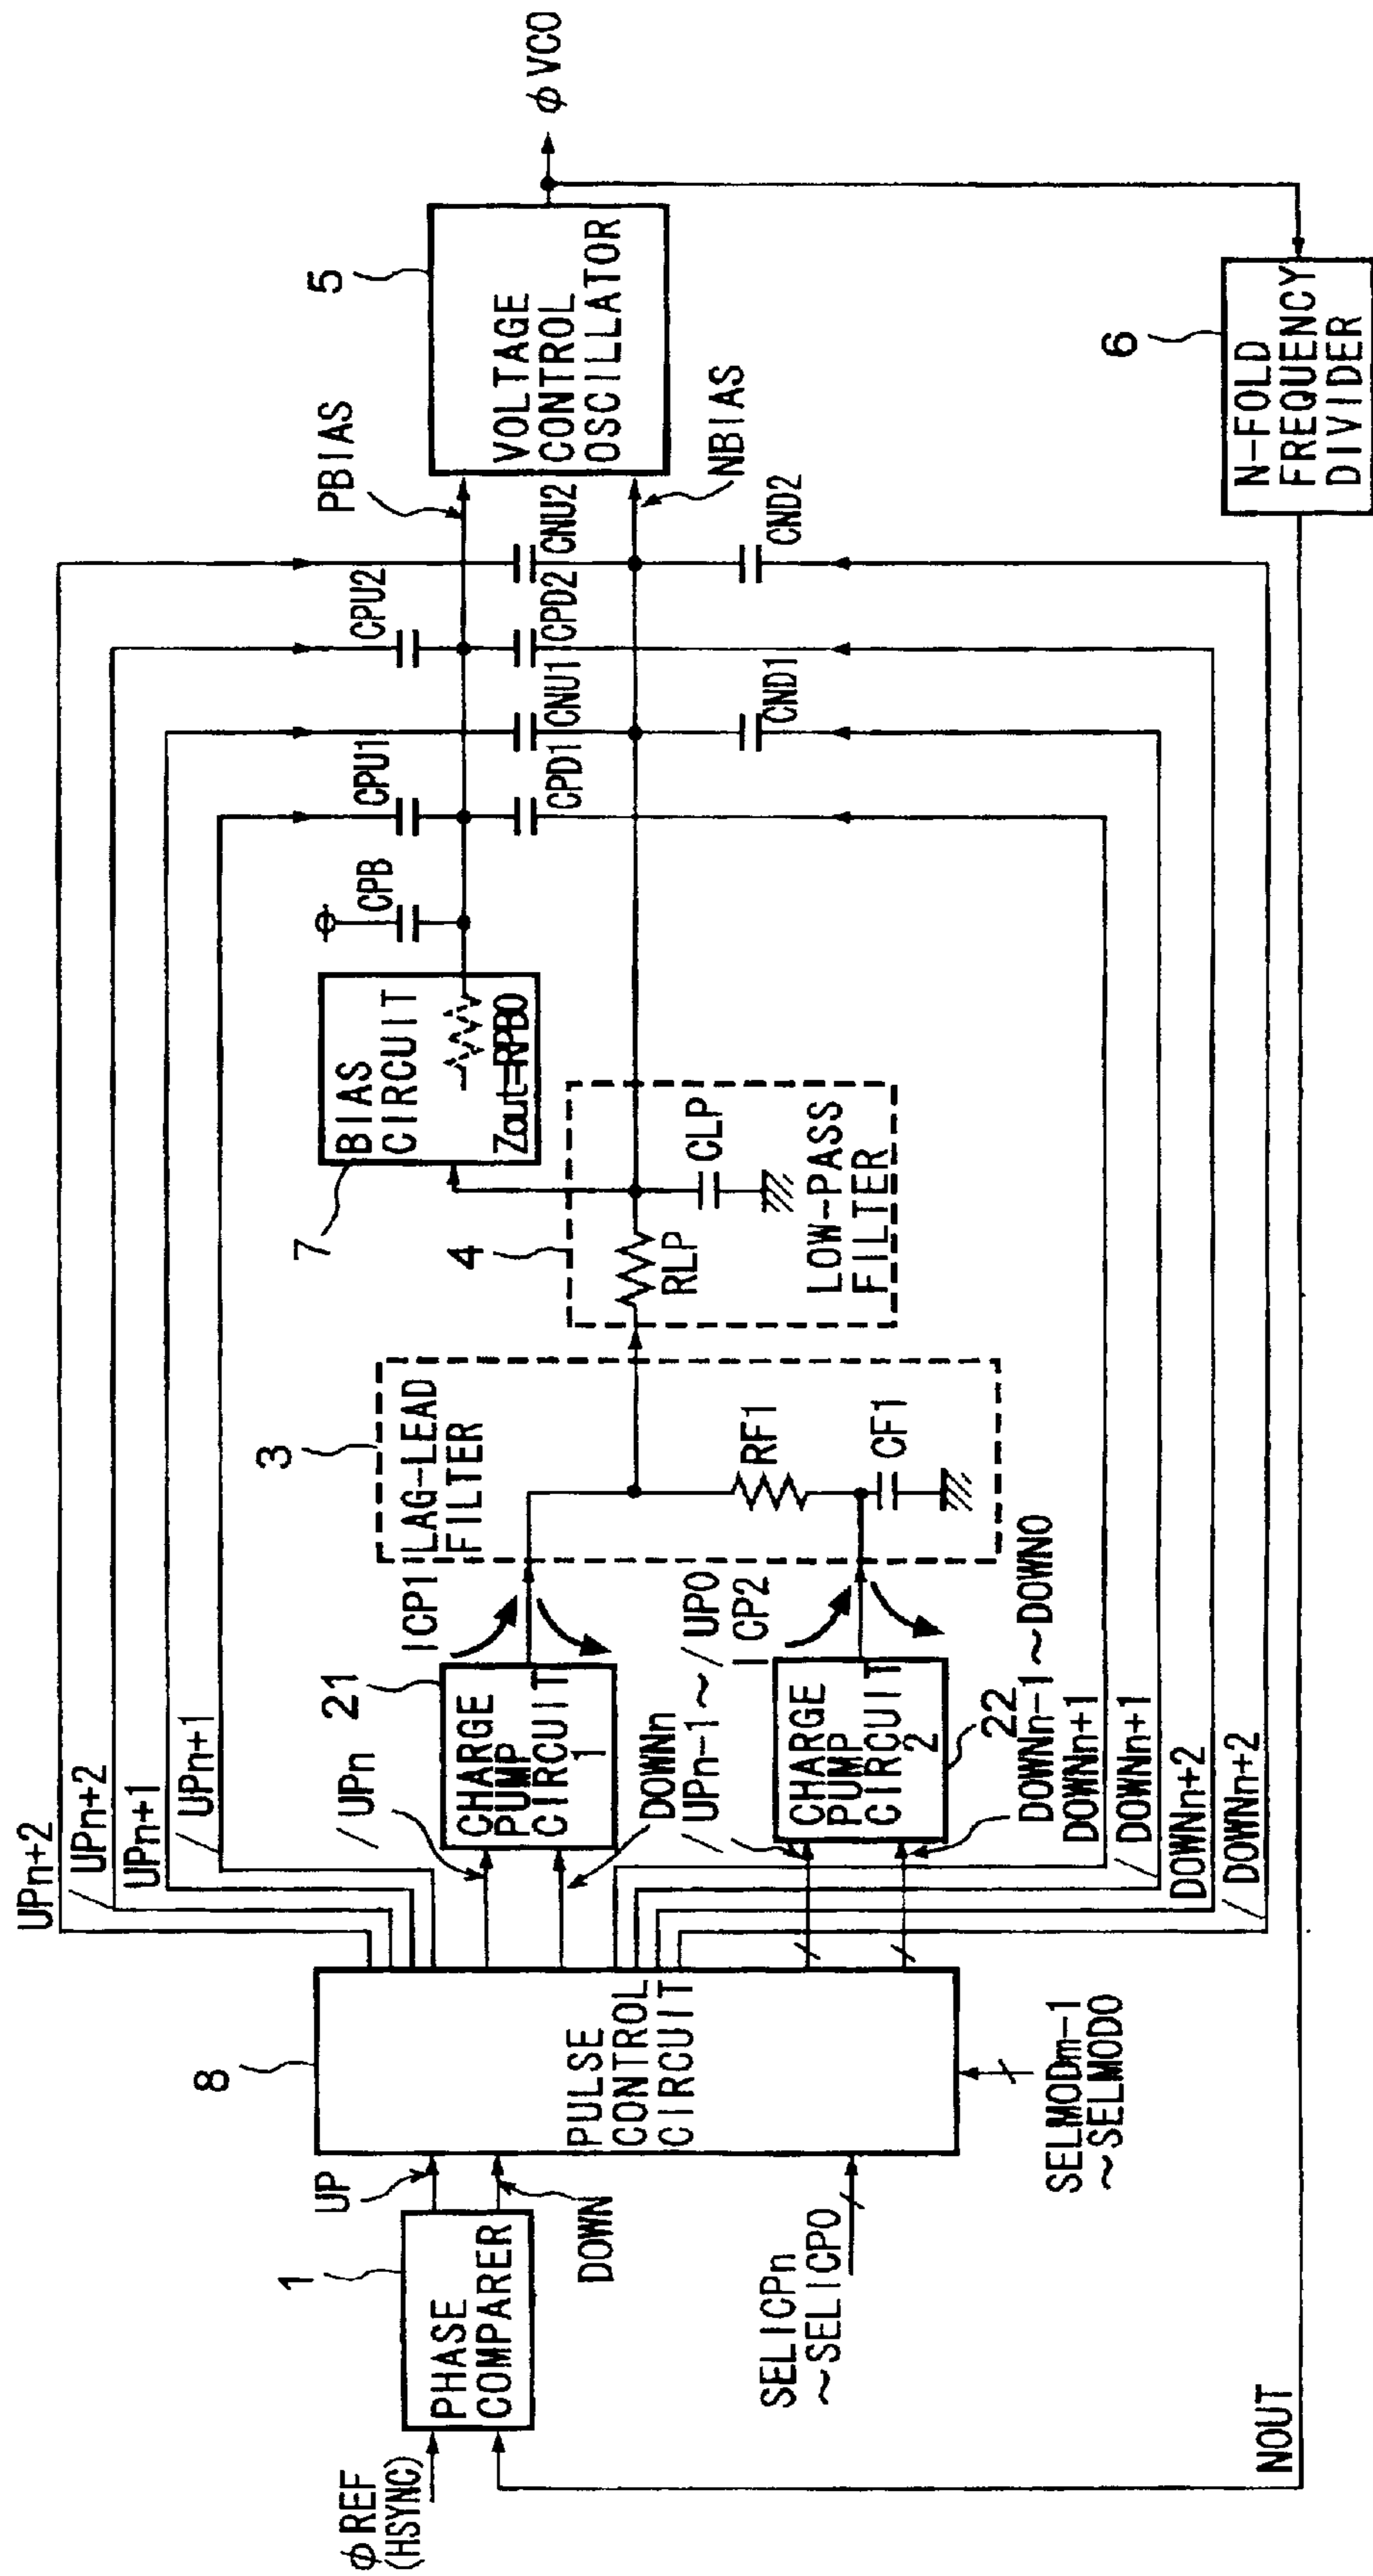 φREF
(HSYNC)
1
PHASE
COMPARER
UP
DOWN
8
PULSE
CONTROL
CIRCUIT
SELICPn
~SELICP0
SELMODm-1
~SELMOD0
UPn+2
/UPn+2
UPn+1
/UPn+1
/UPn
DOWNn
/UPn-1~/UP0
DOWNn-1~DOWN0
DOWNn+1
/DOWNn+1
DOWNn+2
/DOWNn+2
21
CHARGE
PUMP
CIRCUIT
1
ICP1
22
CHARGE
PUMP
CIRCUIT
2
ICP2
3
LAG-LEAD
FILTER
RF1
CF1
4
RLP
CLP
LOW-PASS
FILTER
7
BIAS
CIRCUIT
Zout=RPBO
CPB
CPU1
CPD1
CNU1
CND1
CPU2
CPD2
CNU2
CND2
PBIAS
NBIAS
5
VOLTAGE
CONTROL
OSCILLATOR
φVCO
6
N-FOLD
FREQUENCY
DIVIDER
NOUT